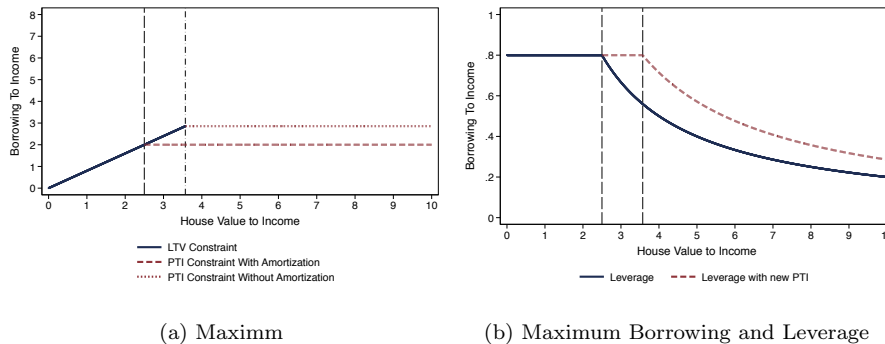 Borrowing To Income
8
7
6
5
4
3
2
1
0
0 1 2 3 4 5 6 7 8 9 10
House Value to Income
LTV Constraint
PTI Constraint With Amortization
PTI Constraint Without Amortization
(a) Maximm
Borrowing To Income
1
.8
.6
.4
.2
0
0 1 2 3 4 5 6 7 8 9 1
House Value to Income
Leverage Leverage with new PTI
(b) Maximum Borrowing and Leverage